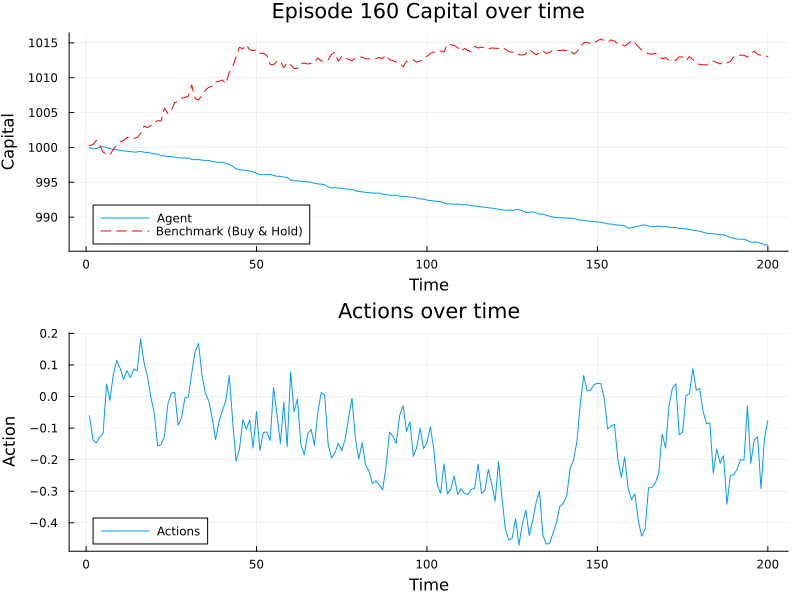 Episode 160 Capital over time
1015
1010
1005
1000
995
990
Capital
Agent
Benchmark (Buy & Hold)
0 50 100 150 200
Time
Actions over time
0.2
0.1
0.0
−0.1
−0.2
−0.3
−0.4
Action
Actions
0 50 100 150 200
Time